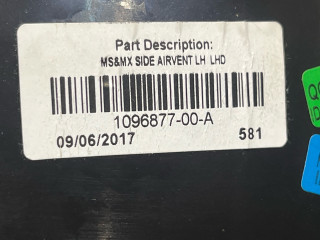 Part Description:
MS&MX SIDE AIRVENT LH LHD
1096877-00-A
09/06/2017 581